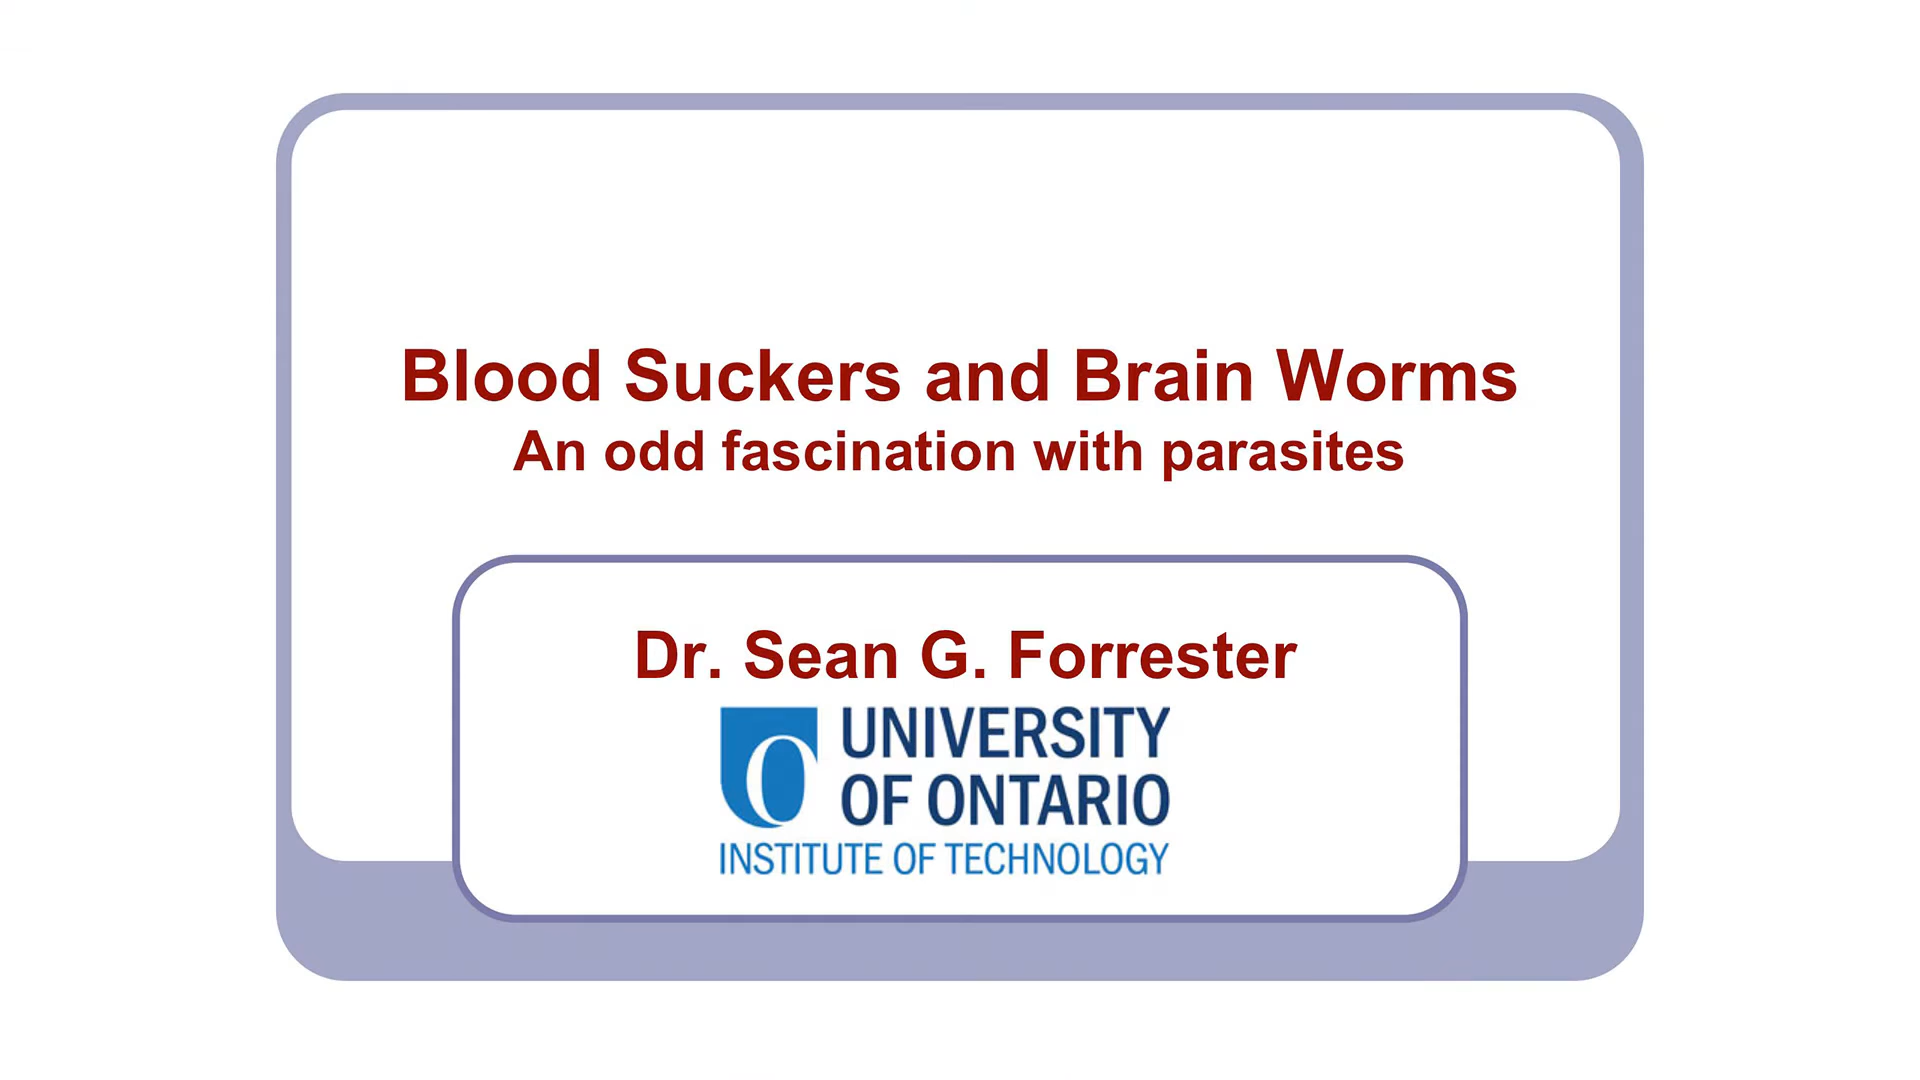 Blood Suckers and Brain Worms
An odd fascination with parasites
Dr. Sean G. Forrester
UNIVERSITY
OF ONTARIO
INSTITUTE OF TECHNOLOGY